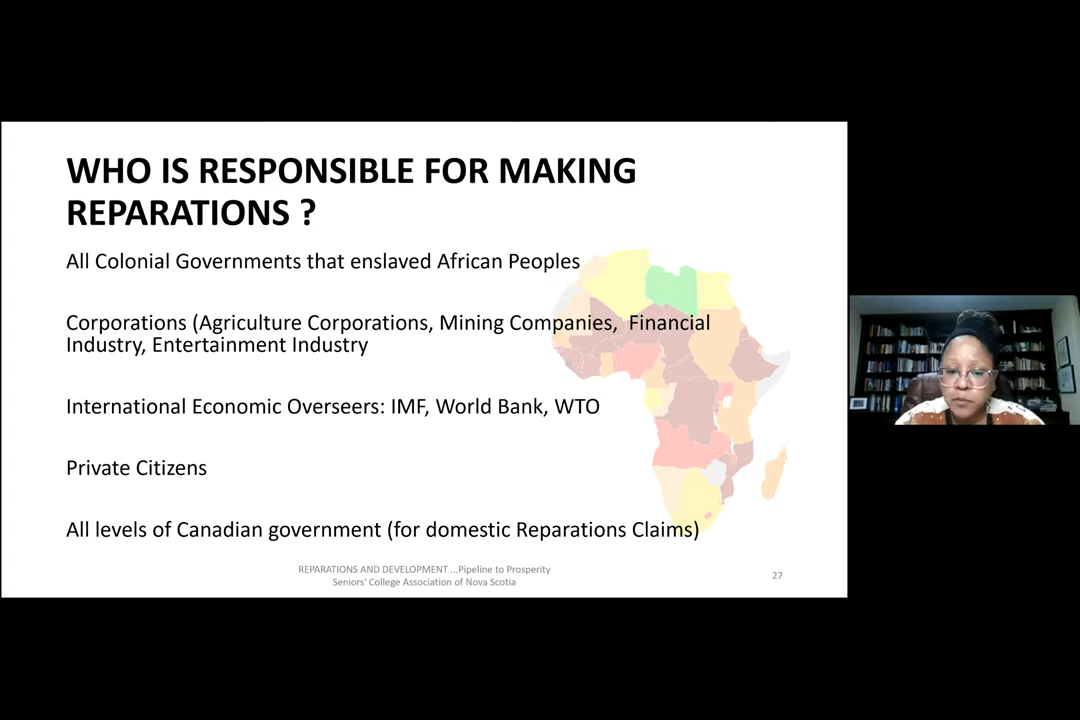 WHO IS RESPONSIBLE FOR MAKING
REPARATIONS ?
All Colonial Governments that enslaved African Peoples
Corporations (Agriculture Corporations, Mining Companies,  Financial
Industry, Entertainment Industry
International Economic Overseers: IMF, World Bank, WTO
Private Citizens
All levels of Canadian government (for domestic Reparations Claims)
REPARATIONS AND DEVELOPMENT ...Pipeline to Prosperity
Seniors' College Association of Nova Scotia
27